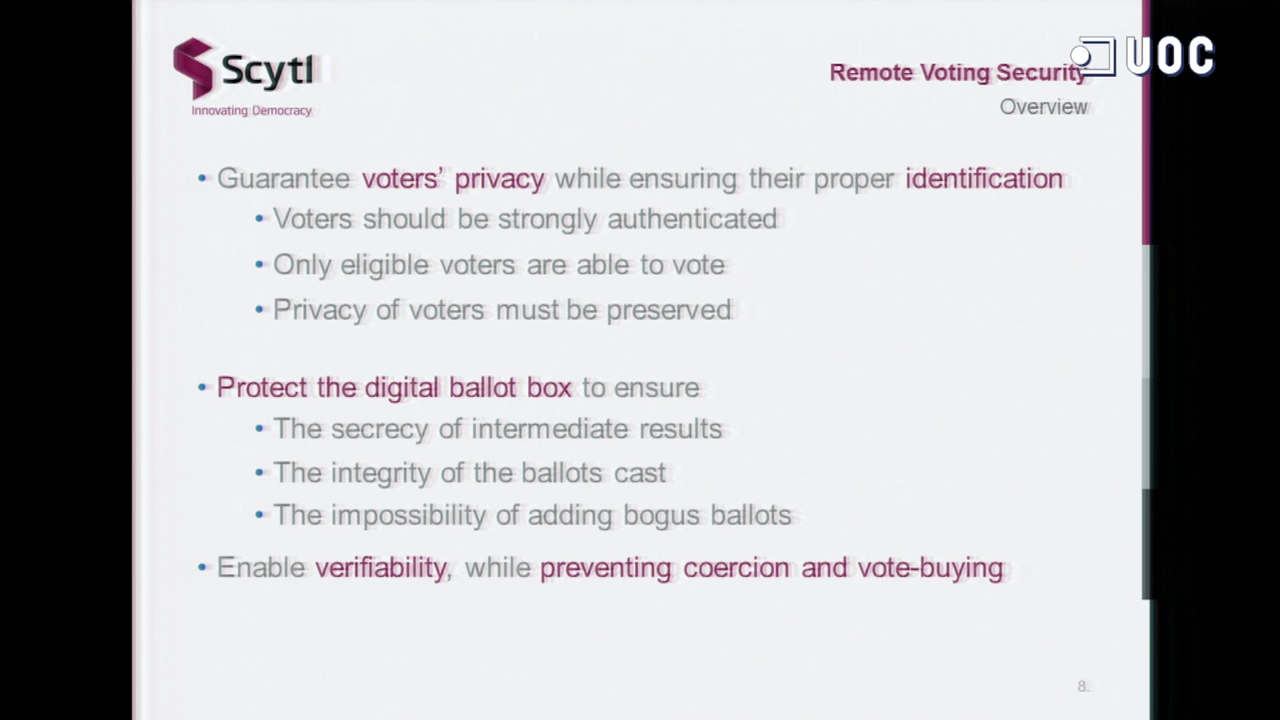 Scytl
Innovating Democracy
Remote Voting Security
UOC
Overview
• Guarantee voters' privacy while ensuring their proper identification
• Voters should be strongly authenticated
• Only eligible voters are able to vote
• Privacy of voters must be preserved
• Protect the digital ballot box to ensure
• The secrecy of intermediate results
• The integrity of the ballots cast
• The impossibility of adding bogus ballots
• Enable verifiability, while preventing coercion and vote-buying
8